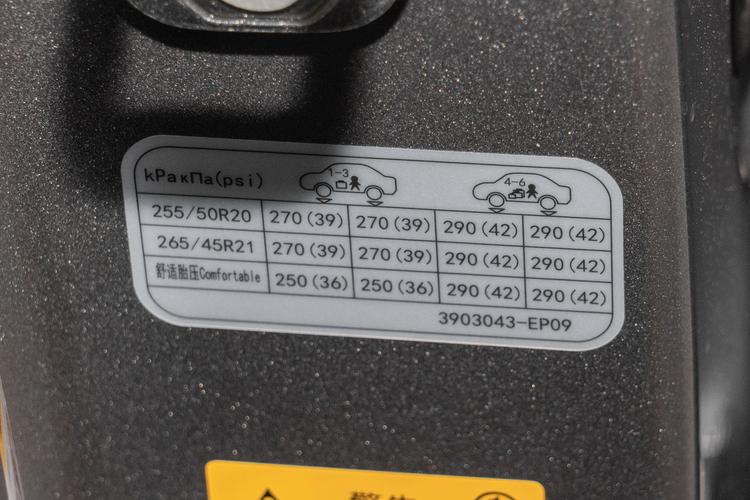 kPaкПа(psi) 1-3 4-6
255/50R20 270 (39) 270 (39) 290 (42) 290 (42)
265/45R21 270 (39) 270 (39) 290 (42) 290 (42)
舒适胎压Comfortable 250 (36) 250 (36) 290 (42) 290 (42)
3903043-EP09